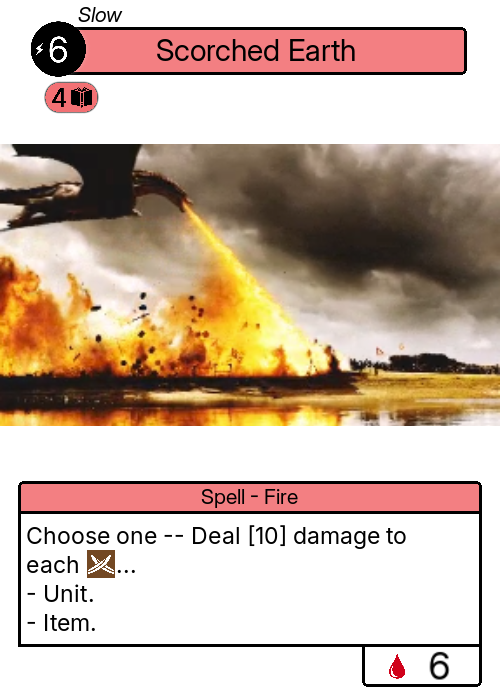 Slow
6
Scorched Earth
4
Spell - Fire
Choose one -- Deal [10] damage to
each ...
- Unit.
- Item.
6